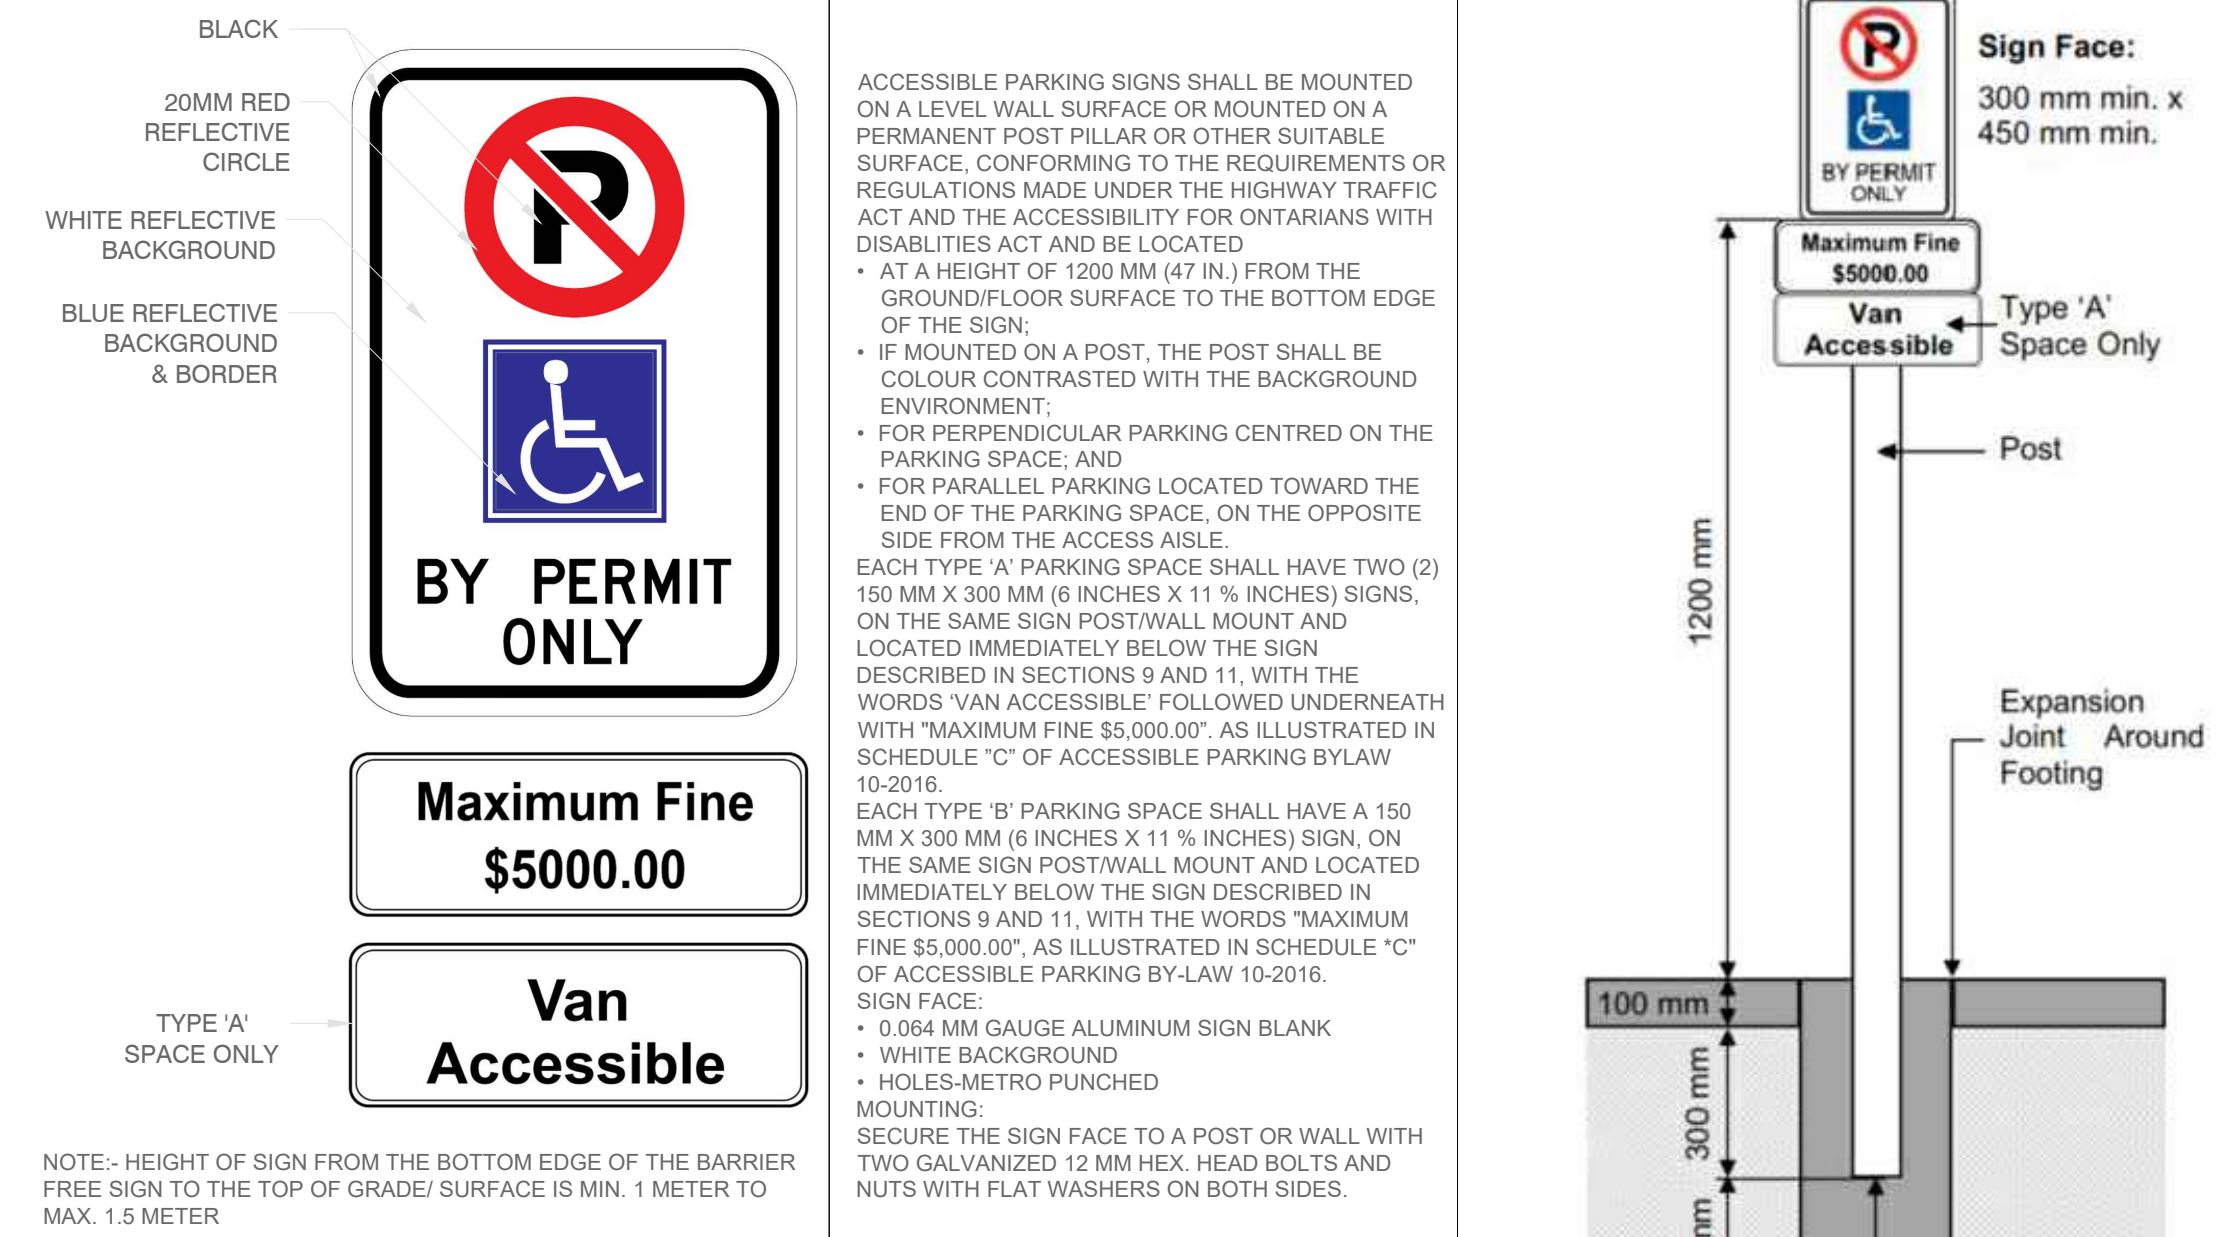 BLACK
20MM RED
REFLECTIVE
CIRCLE
WHITE REFLECTIVE
BACKGROUND
BLUE REFLECTIVE
BACKGROUND
& BORDER
P
BY PERMIT
ONLY
Maximum Fine
$5000.00
TYPE 'A'
SPACE ONLY
Van
Accessible
NOTE:- HEIGHT OF SIGN FROM THE BOTTOM EDGE OF THE BARRIER
FREE SIGN TO THE TOP OF GRADE/ SURFACE IS MIN. 1 METER TO
MAX. 1.5 METER
ACCESSIBLE PARKING SIGNS SHALL BE MOUNTED
ON A LEVEL WALL SURFACE OR MOUNTED ON A
PERMANENT POST PILLAR OR OTHER SUITABLE
SURFACE, CONFORMING TO THE REQUIREMENTS OR
REGULATIONS MADE UNDER THE HIGHWAY TRAFFIC
ACT AND THE ACCESSIBILITY FOR ONTARIANS WITH
DISABLITIES ACT AND BE LOCATED
• AT A HEIGHT OF 1200 MM (47 IN.) FROM THE
GROUND/FLOOR SURFACE TO THE BOTTOM EDGE
OF THE SIGN;
• IF MOUNTED ON A POST, THE POST SHALL BE
COLOUR CONTRASTED WITH THE BACKGROUND
ENVIRONMENT;
• FOR PERPENDICULAR PARKING CENTRED ON THE
PARKING SPACE; AND
• FOR PARALLEL PARKING LOCATED TOWARD THE
END OF THE PARKING SPACE, ON THE OPPOSITE
SIDE FROM THE ACCESS AISLE.
EACH TYPE ‘A’ PARKING SPACE SHALL HAVE TWO (2)
150 MM X 300 MM (6 INCHES X 11 % INCHES) SIGNS,
ON THE SAME SIGN POST/WALL MOUNT AND
LOCATED IMMEDIATELY BELOW THE SIGN
DESCRIBED IN SECTIONS 9 AND 11, WITH THE
WORDS ‘VAN ACCESSIBLE’ FOLLOWED UNDERNEATH
WITH "MAXIMUM FINE $5,000.00”. AS ILLUSTRATED IN
SCHEDULE ”C” OF ACCESSIBLE PARKING BYLAW
10-2016.
EACH TYPE ‘B’ PARKING SPACE SHALL HAVE A 150
MM X 300 MM (6 INCHES X 11 % INCHES) SIGN, ON
THE SAME SIGN POST/WALL MOUNT AND LOCATED
IMMEDIATELY BELOW THE SIGN DESCRIBED IN
SECTIONS 9 AND 11, WITH THE WORDS "MAXIMUM
FINE $5,000.00", AS ILLUSTRATED IN SCHEDULE *C"
OF ACCESSIBLE PARKING BY-LAW 10-2016.
SIGN FACE:
• 0.064 MM GAUGE ALUMINUM SIGN BLANK
• WHITE BACKGROUND
• HOLES-METRO PUNCHED
MOUNTING:
SECURE THE SIGN FACE TO A POST OR WALL WITH
TWO GALVANIZED 12 MM HEX. HEAD BOLTS AND
NUTS WITH FLAT WASHERS ON BOTH SIDES.
P
BY PERMIT
ONLY
Sign Face:
300 mm min. x
450 mm min.
Maximum Fine
$5000.00
Van
Accessible
Type 'A'
Space Only
Post
1200 mm
Expansion
Joint Around
Footing
100 mm
300 mm